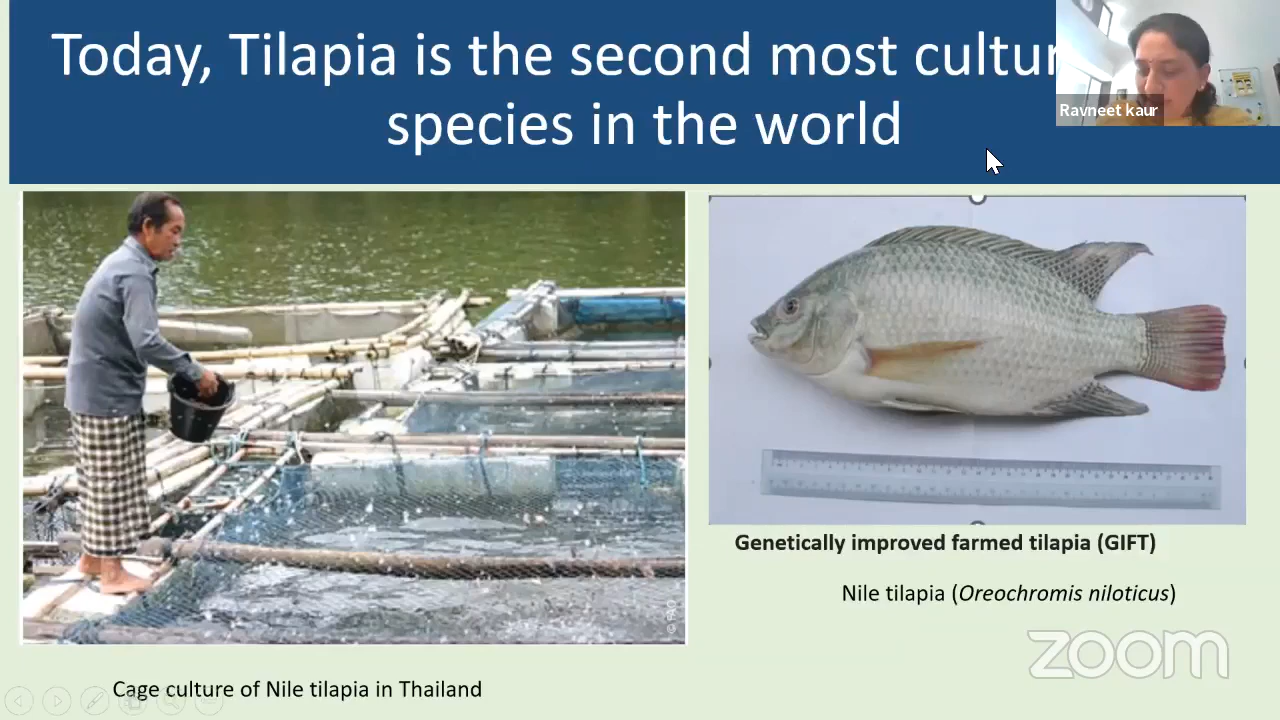 Today, Tilapia is the second most cultur
species in the world
Ravneet kaur
© FAO
Genetically improved farmed tilapia (GIFT)
Nile tilapia (Oreochromis niloticus)
zoom
Cage culture of Nile tilapia in Thailand